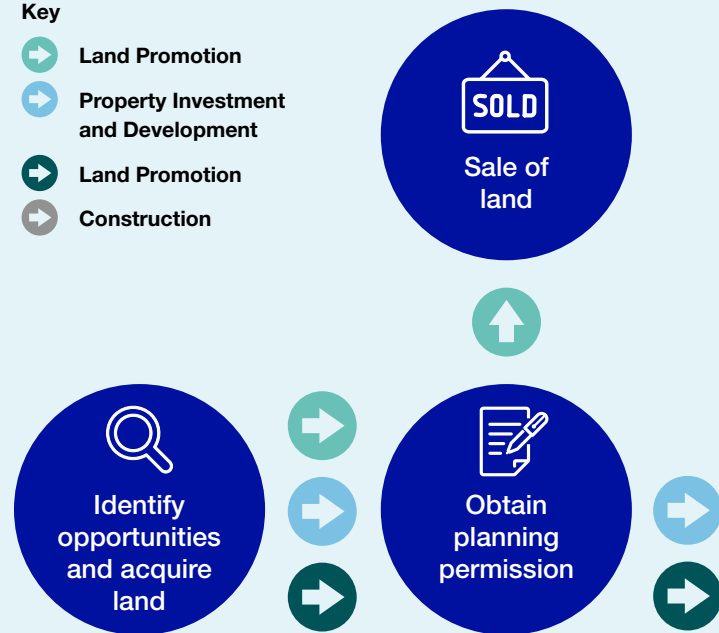 Key
Land Promotion
Property Investment
and Development
Land Promotion
Construction
SOLD
Sale of
land
Identify
opportunities
and acquire
land
Obtain
planning
permission